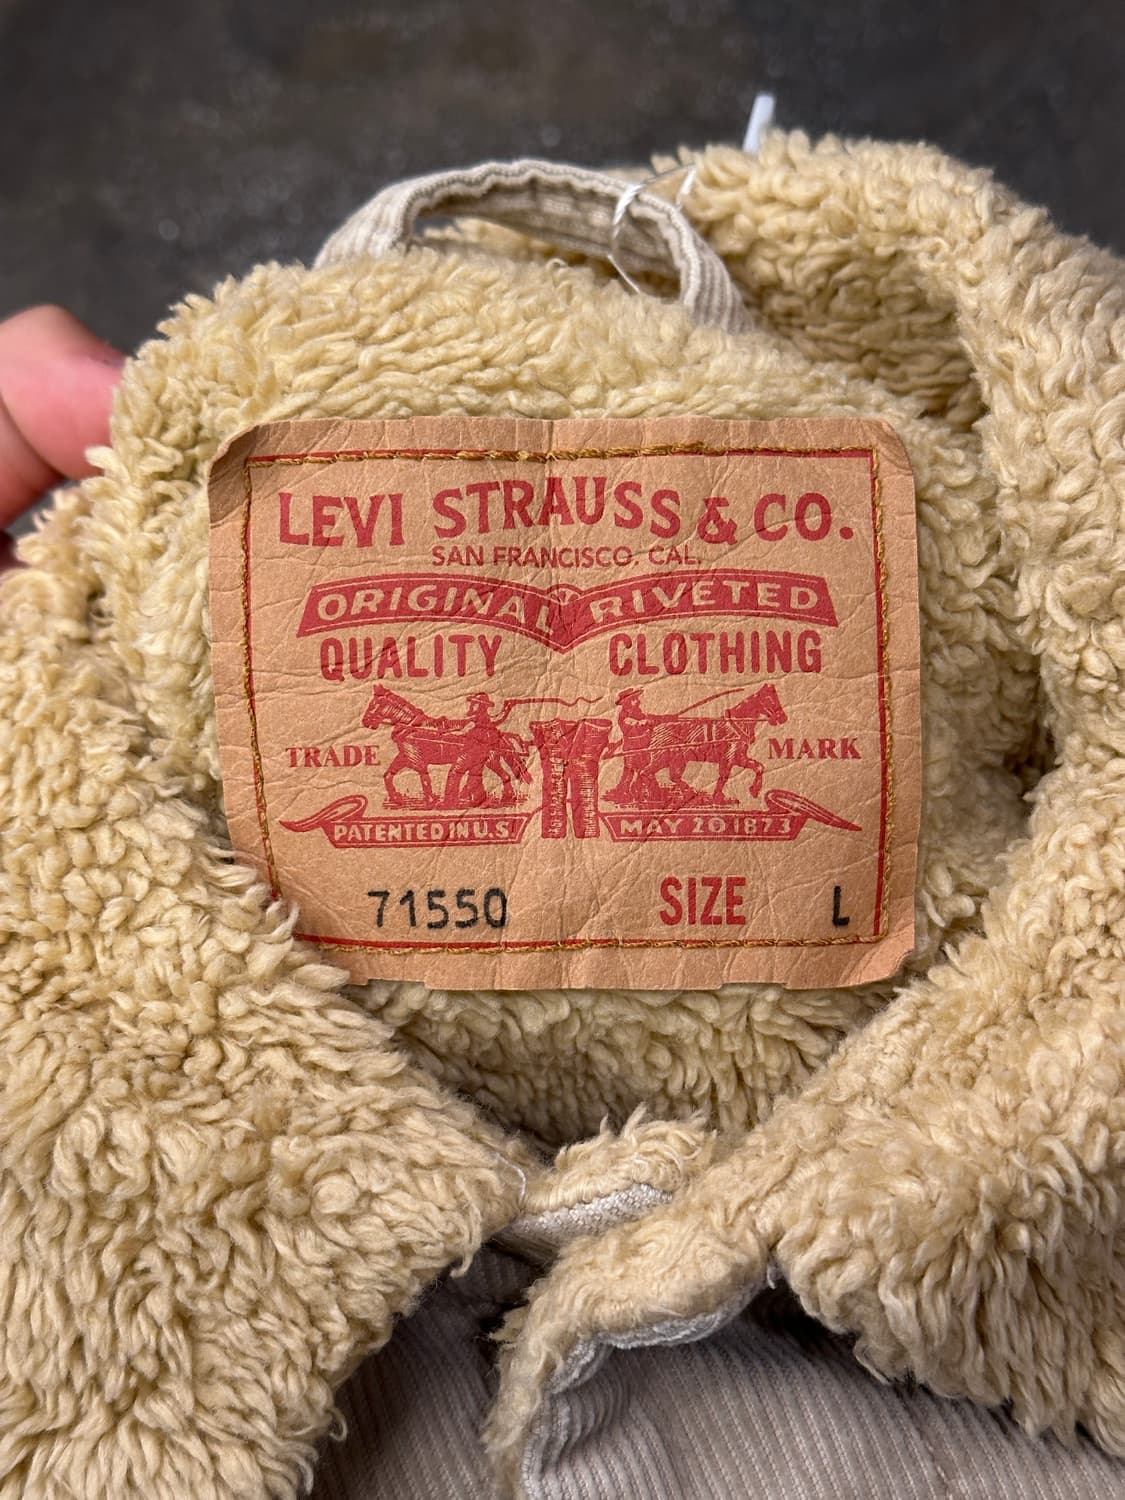 LEVI STRAUSS & CO.
SAN FRANCISCO, CAL.
ORIGINAL RIVETED
QUALITY CLOTHING
TRADE MARK
PATENTED IN U.S. MAY 20 1873
71550 SIZE L